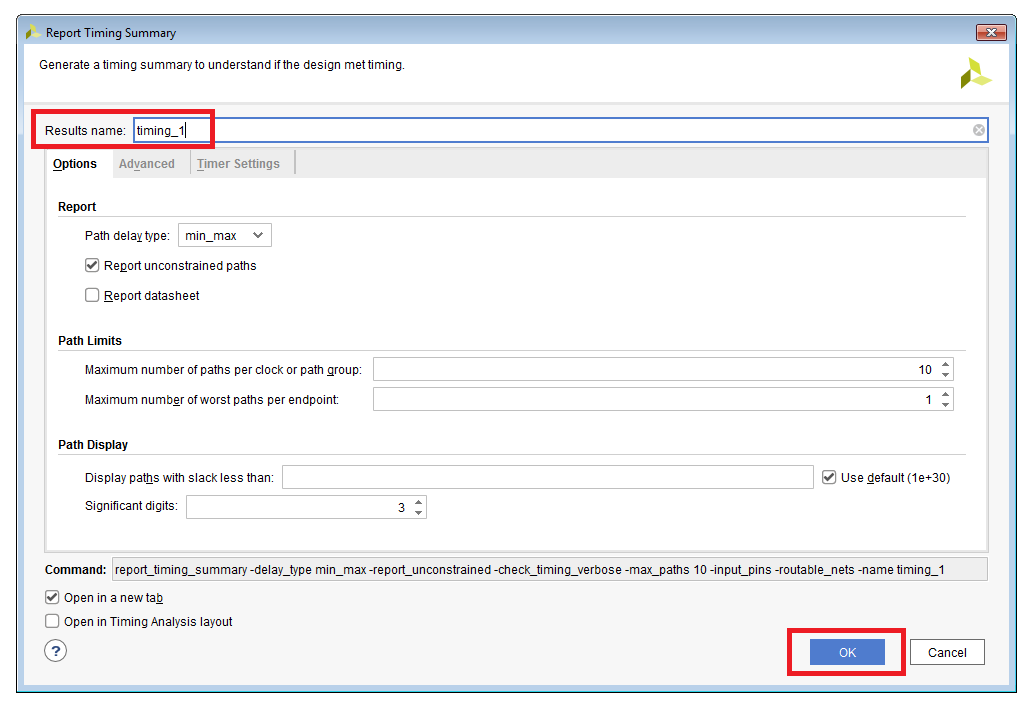 Report Timing Summary
Generate a timing summary to understand if the design met timing.
Results name: timing_1
Options Advanced Timer Settings
Report
Path delay type: min_max
Report unconstrained paths
Report datasheet
Path Limits
Maximum number of paths per clock or path group: 10
Maximum number of worst paths per endpoint: 1
Path Display
Display paths with slack less than: Use default (1e+30)
Significant digits: 3
Command: report_timing_summary -delay_type min_max -report_unconstrained -check_timing_verbose -max_paths 10 -input_pins -routable_nets -name timing_1
Open in a new tab
Open in Timing Analysis layout
? OK Cancel